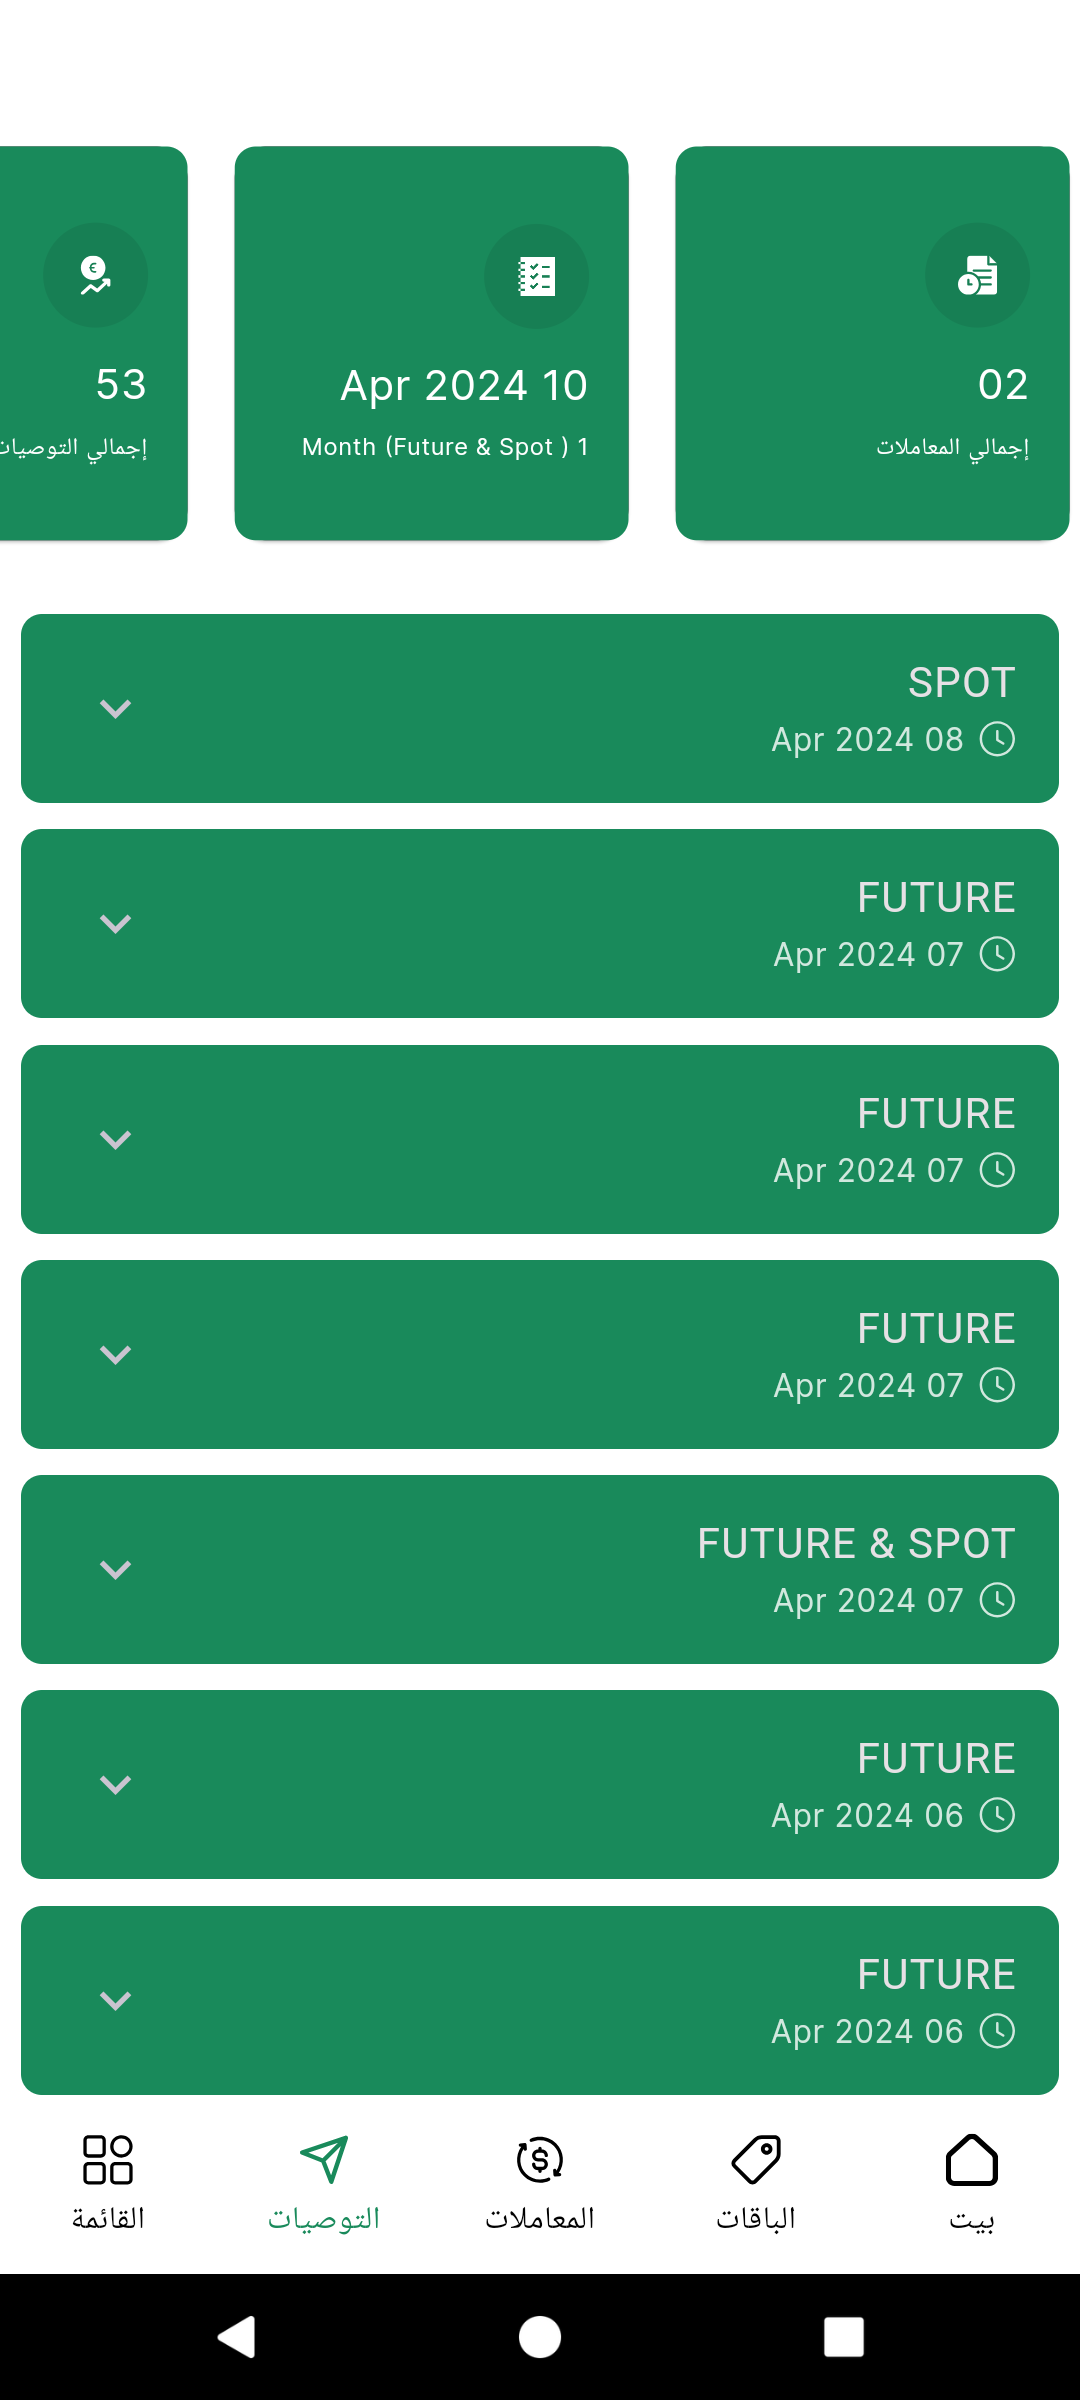 02
إجمالي المعاملات
10 Apr 2024
1 Month (Future & Spot )
53
إجمالي التوصيات
SPOT
08 Apr 2024
FUTURE
07 Apr 2024
FUTURE
07 Apr 2024
FUTURE
07 Apr 2024
FUTURE & SPOT
07 Apr 2024
FUTURE
06 Apr 2024
FUTURE
06 Apr 2024
بيت
الباقات
المعاملات
التوصيات
القائمة